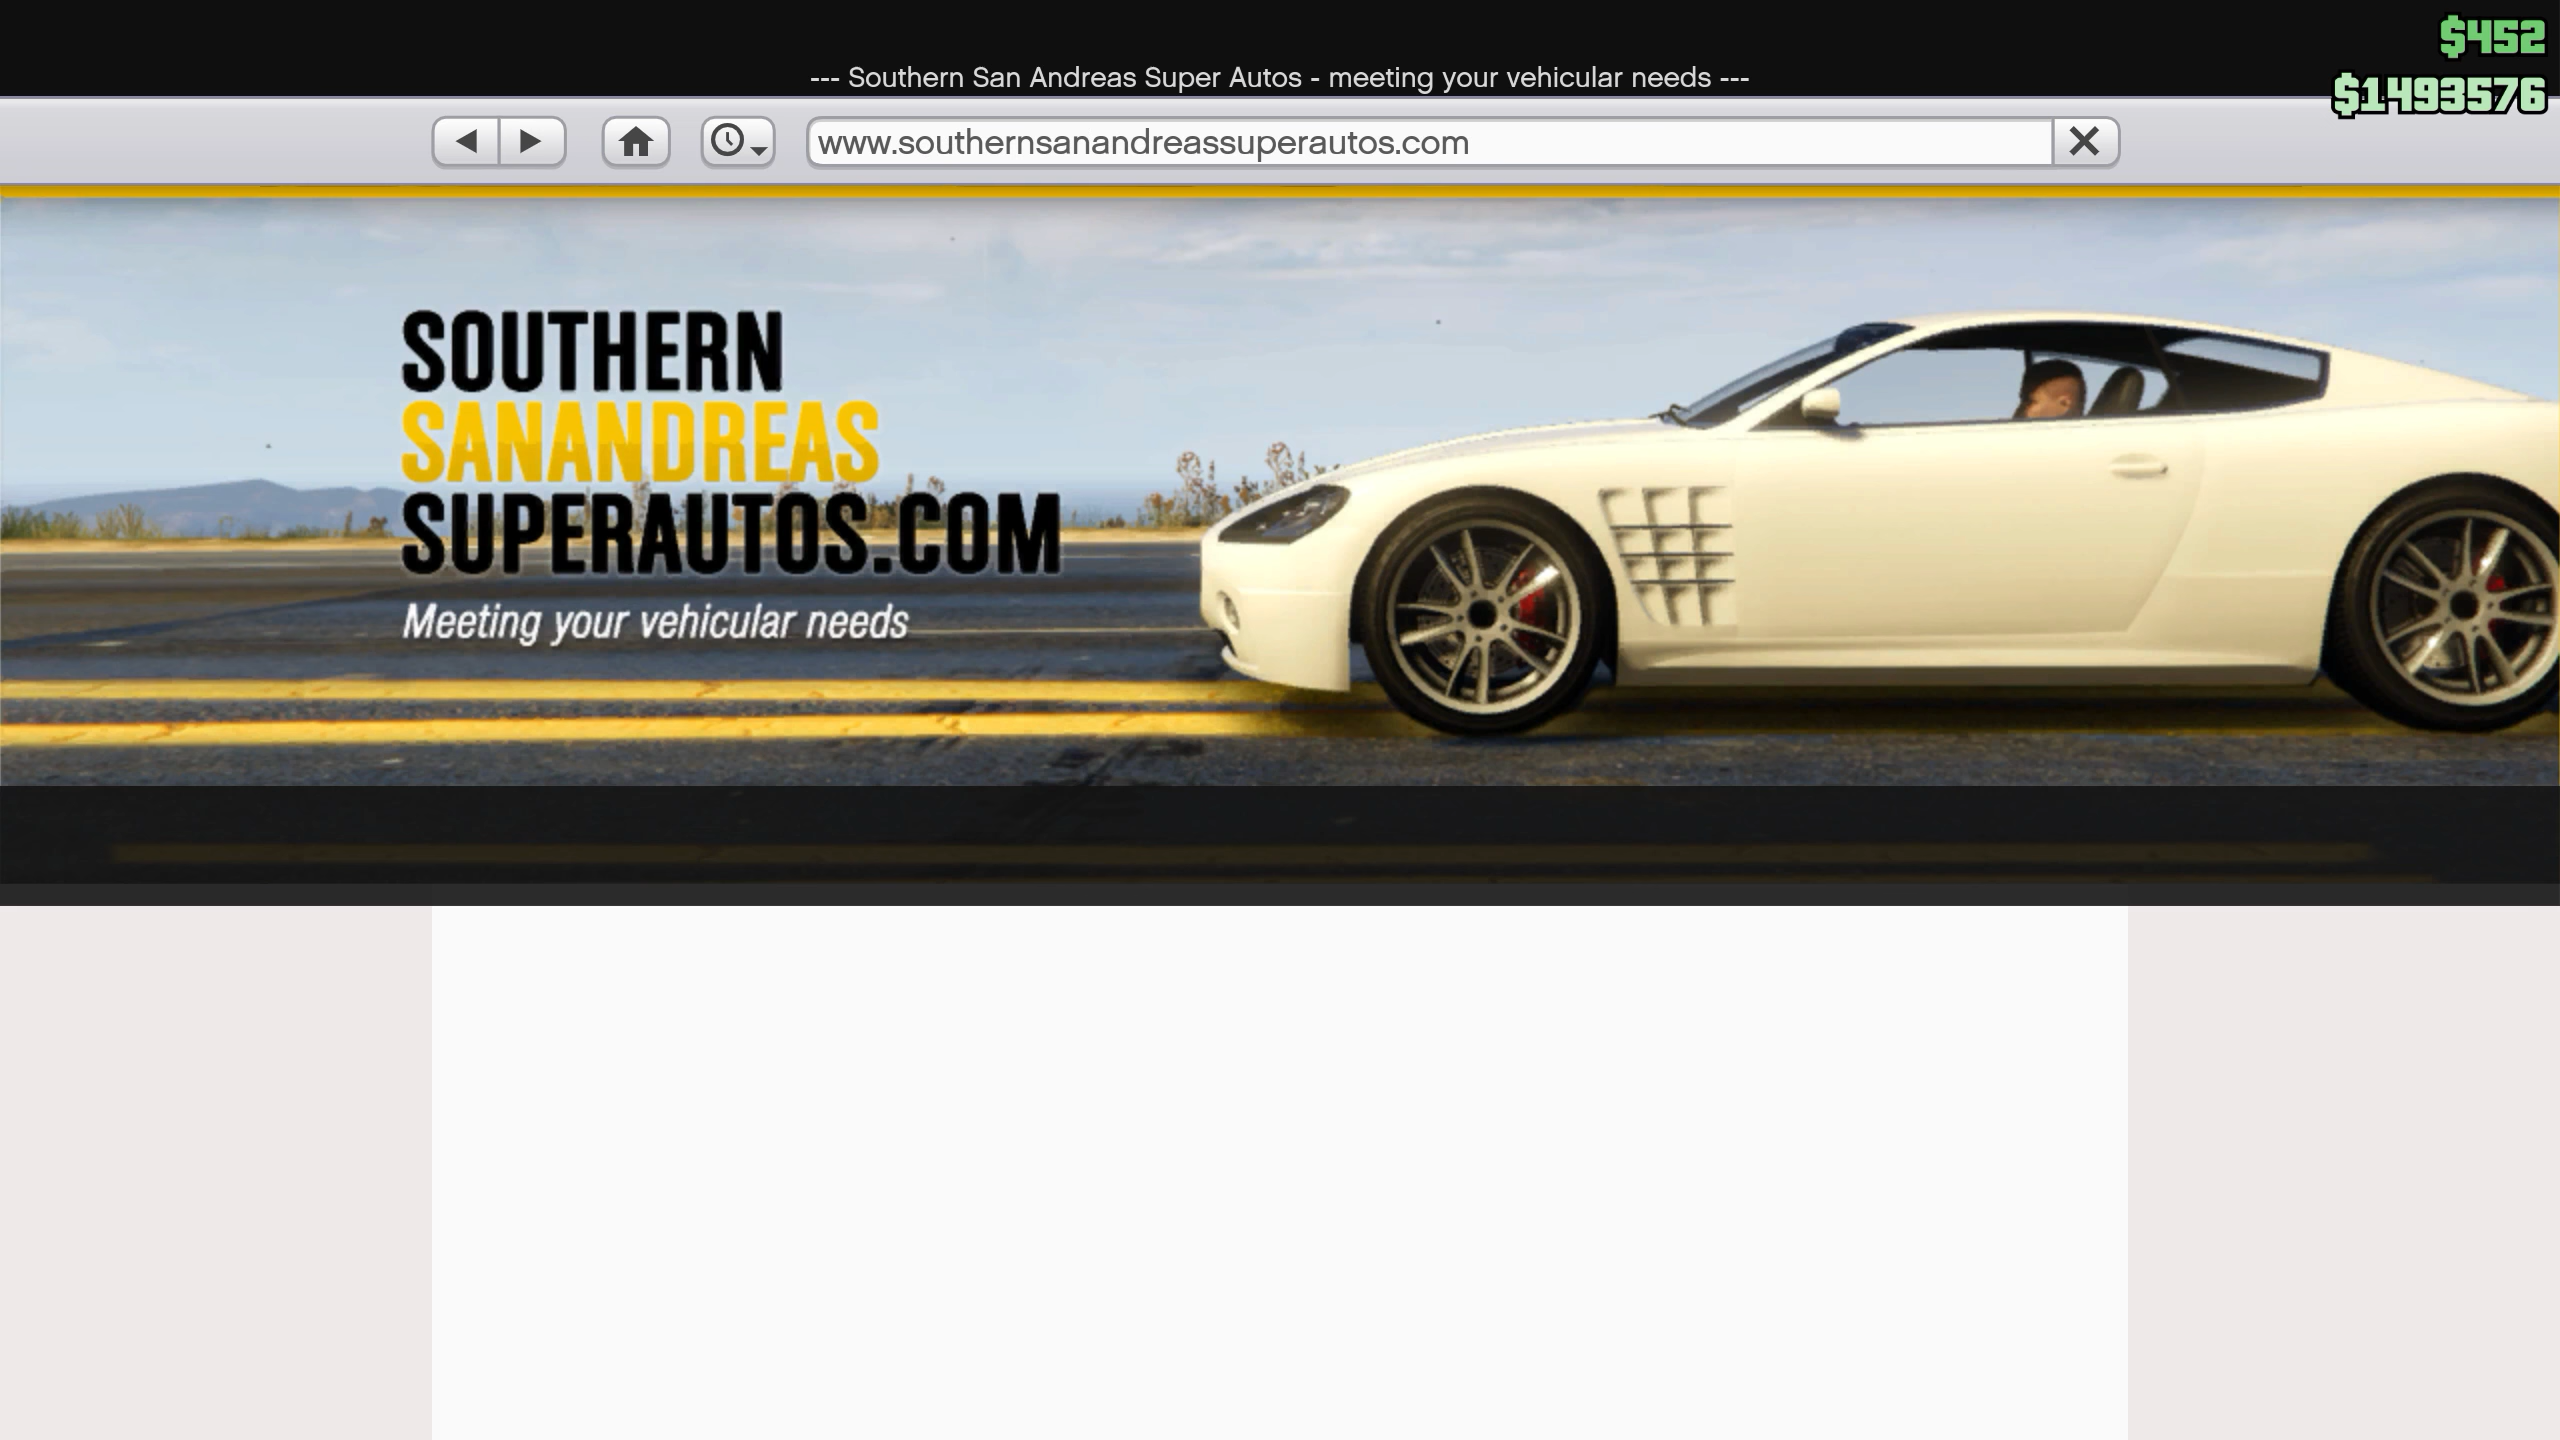 $452
--- Southern San Andreas Super Autos - meeting your vehicular needs ---
$1493576
www.southernsanandreassuperautos.com
SOUTHERN
SANANDREAS
SUPERAUTOS.COM
Meeting your vehicular needs